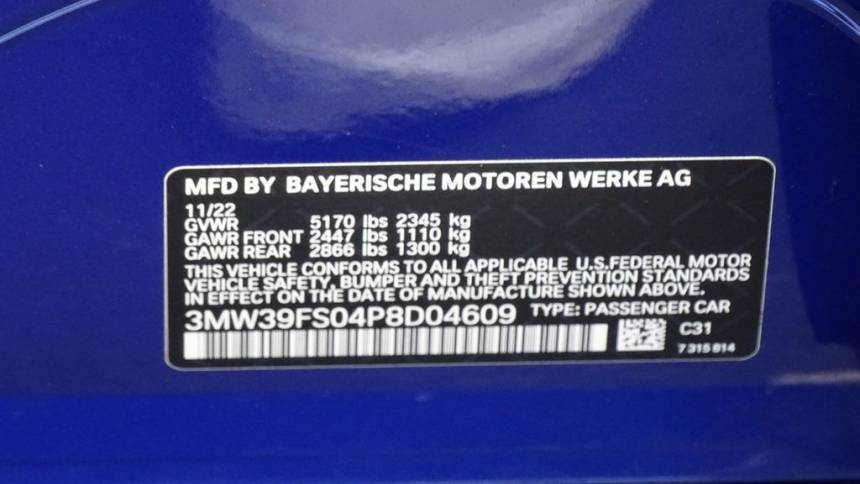 MFD BY BAYERISCHE MOTOREN WERKE AG
11/22
GVWR 5170 lbs 2345 kg
GAWR FRONT 2447 lbs 1110 kg
GAWR REAR 2866 lbs 1300 kg
THIS VEHICLE CONFORMS TO ALL APPLICABLE U.S.FEDERAL MOTOR
VEHICLE SAFETY, BUMPER AND THEFT PREVENTION STANDARDS
IN EFFECT ON THE DATE OF MANUFACTURE SHOWN ABOVE.
3MW39FS04P8D04609 TYPE: PASSENGER CAR
C31
7 315 814